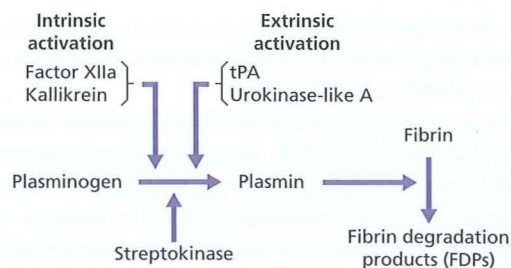 Intrinsic
activation
Extrinsic
activation
Factor XIIa
Kallikrein
tPA
Urokinase-like A
Fibrin
Plasminogen
Plasmin
Streptokinase
Fibrin degradation
products (FDPs)